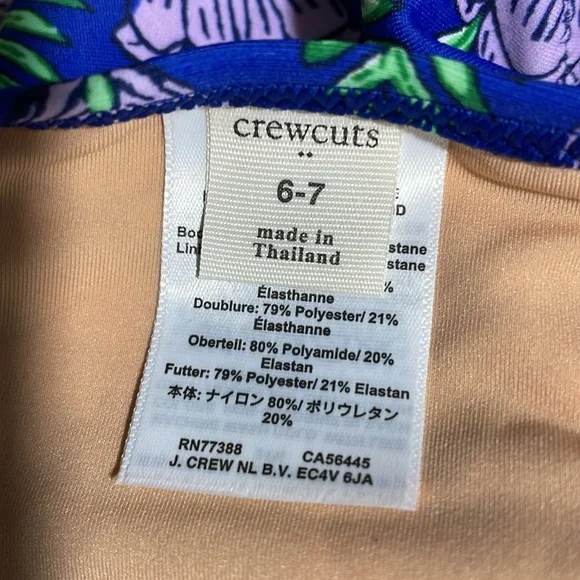 crewcuts
6-7
made in
Thailand
Élasthanne
Doublure: 79% Polyester/ 21%
Élasthanne
Oberteil: 80% Polyamide/ 20%
Elastan
Futter: 79% Polyester/ 21% Elastan
本体: ナイロン 80%/ ポリウレタン
20%
RN77388 CA56445
J. CREW NL B.V. EC4V 6JA